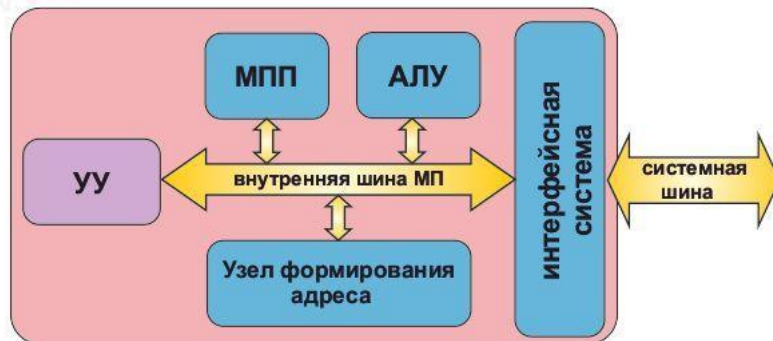 МПП
АЛУ
УУ
внутренняя шина МП
Узел формирования
адреса
интерфейсная
система
системная
шина